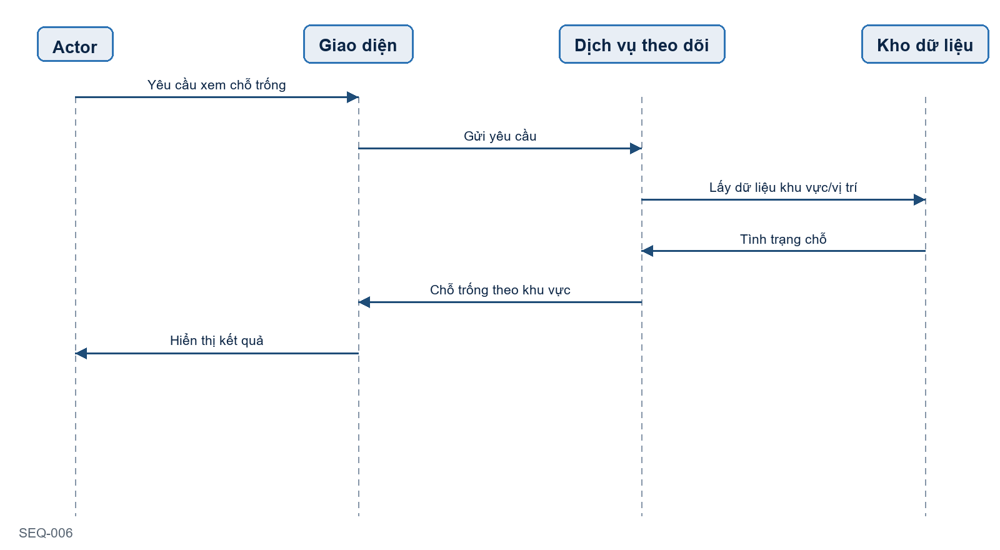 Actor
Giao diện
Dịch vụ theo dõi
Kho dữ liệu
Yêu cầu xem chỗ trống
Gửi yêu cầu
Lấy dữ liệu khu vực/vị trí
Tình trạng chỗ
Chỗ trống theo khu vực
Hiển thị kết quả
SEQ-006